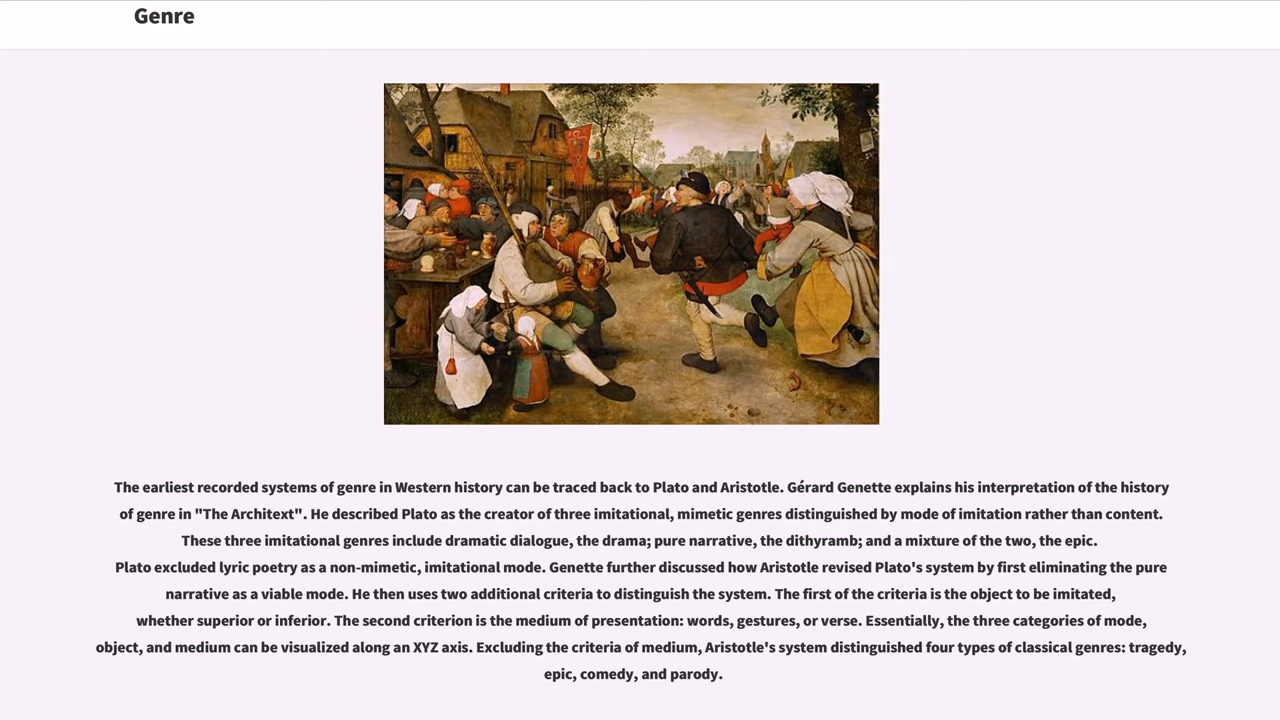 Genre
The earliest recorded systems of genre in Western history can be traced back to Plato and Aristotle. Gérard Genette explains his interpretation of the history
of genre in "The Architext". He described Plato as the creator of three imitational, mimetic genres distinguished by mode of imitation rather than content.
These three imitational genres include dramatic dialogue, the drama; pure narrative, the dithyramb; and a mixture of the two, the epic.
Plato excluded lyric poetry as a non-mimetic, imitational mode. Genette further discussed how Aristotle revised Plato's system by first eliminating the pure
narrative as a viable mode. He then uses two additional criteria to distinguish the system. The first of the criteria is the object to be imitated,
whether superior or inferior. The second criterion is the medium of presentation: words, gestures, or verse. Essentially, the three categories of mode,
object, and medium can be visualized along an XYZ axis. Excluding the criteria of medium, Aristotle's system distinguished four types of classical genres: tragedy,
epic, comedy, and parody.